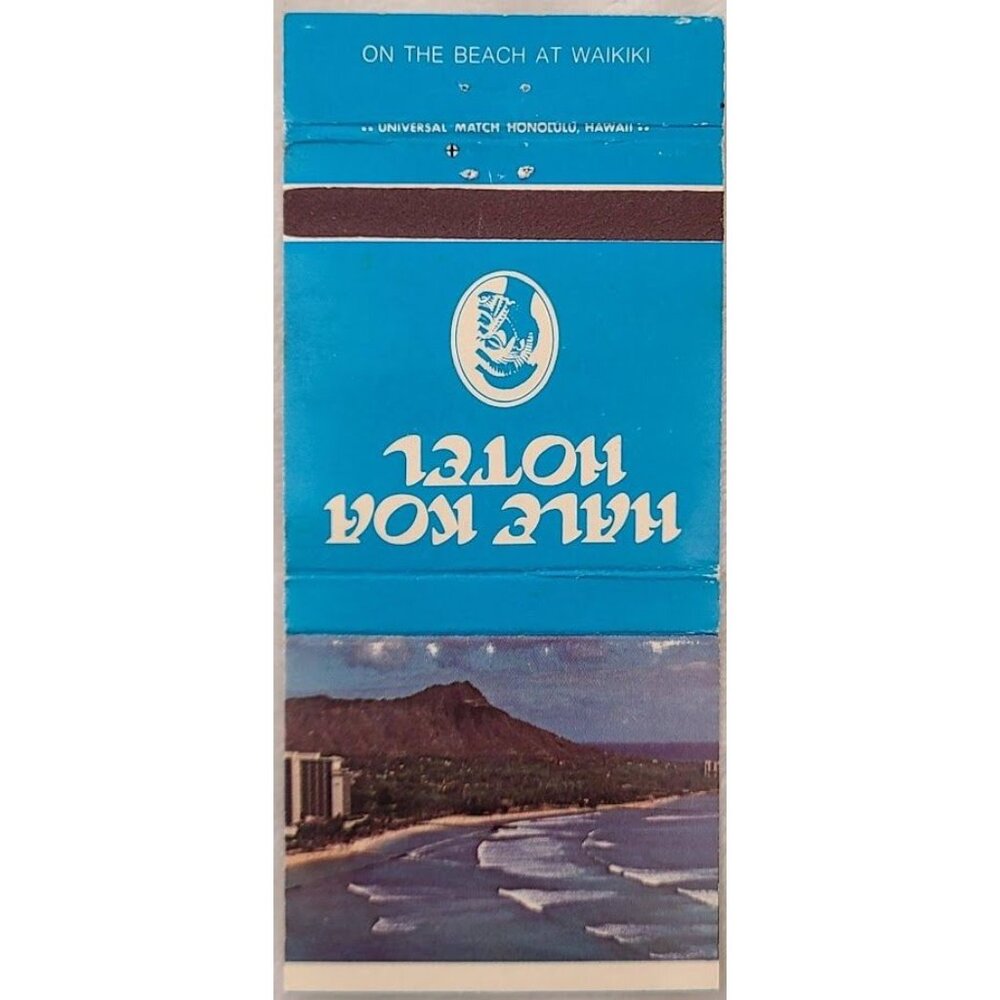 ON THE BEACH AT WAIKIKI
•• UNIVERSAL MATCH HONOLULU, HAWAII ••
HALE KOA
HOTEL